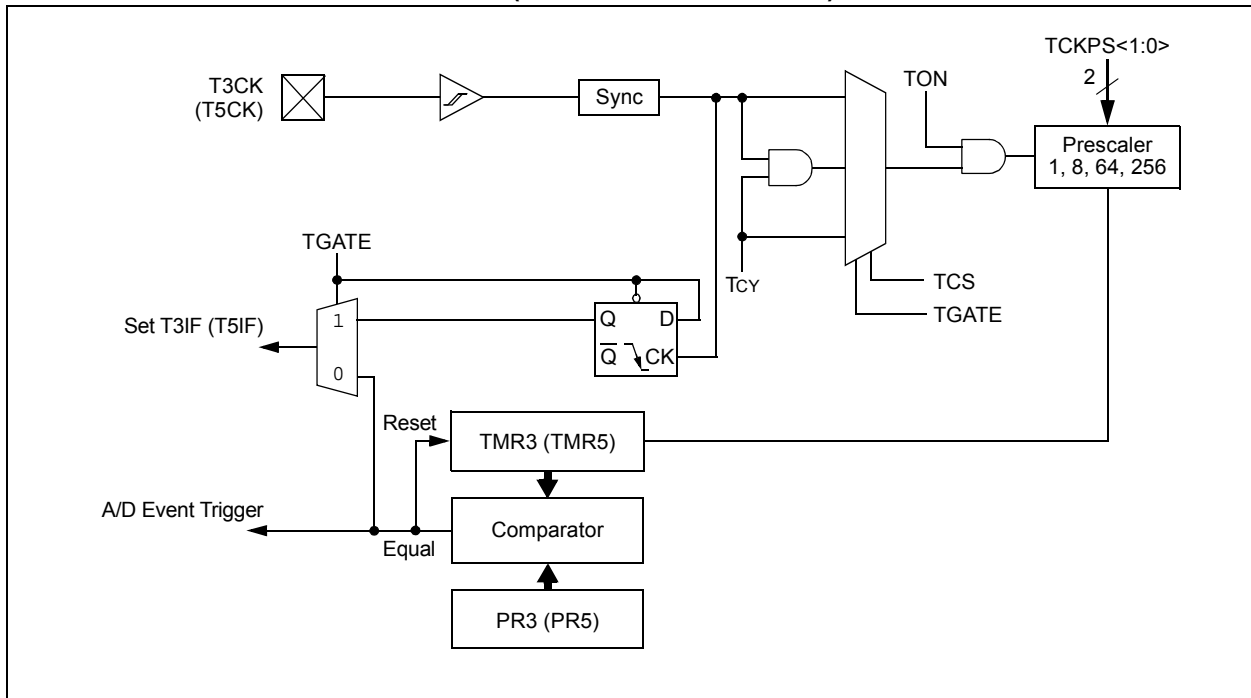 TCKPS<1:0>
2
T3CK
(T5CK)
Sync
TON
Prescaler
1, 8, 64, 256
TGATE
TCY
TCS
TGATE
Set T3IF (T5IF)
1
0
Q
D
Q
CK
Reset
TMR3 (TMR5)
A/D Event Trigger
Equal
Comparator
PR3 (PR5)